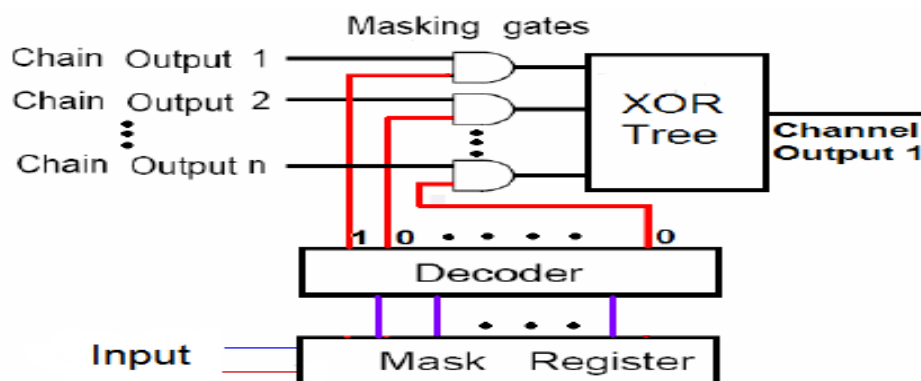 Masking gates
Chain Output 1
Chain Output 2
Chain Output n
XOR
Tree
Channel
Output 1
1 0 0
Decoder
Input
Mask Register